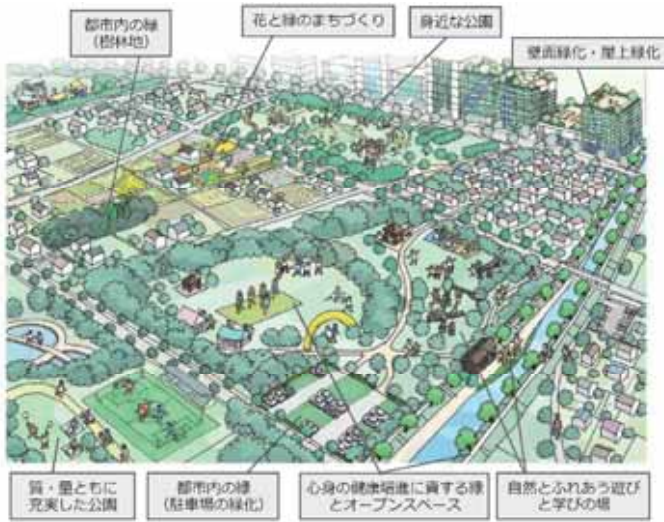 都市内の緑
(樹林地)
花と緑のまちづくり
身近な公園
壁面緑化・屋上緑化
質・量ともに
充実した公園
都市内の緑
(駐車場の緑化)
心身の健康増進に資する緑
とオープンスペース
自然とふれあう遊び
と学びの場